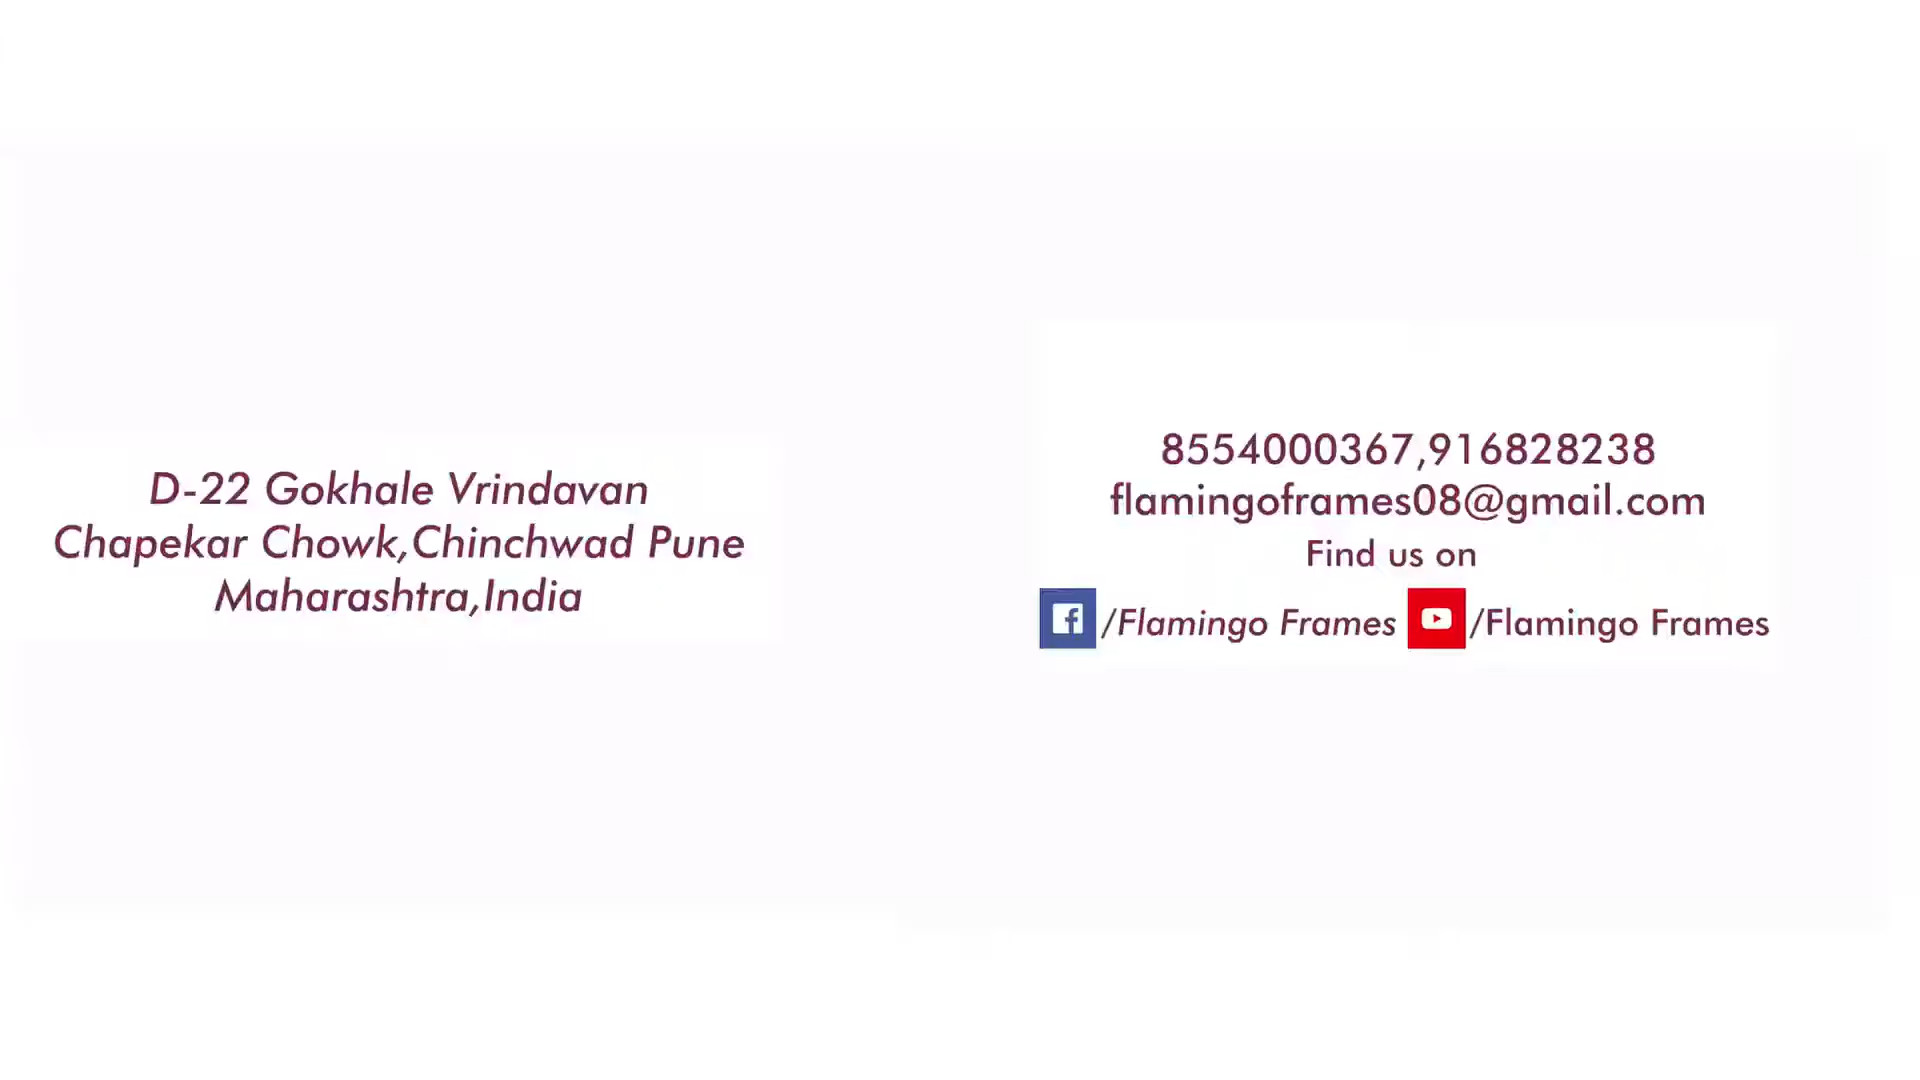 D-22 Gokhale Vrindavan
Chapekar Chowk,Chinchwad Pune
Maharashtra,India
8554000367,916828238
flamingoframes08@gmail.com
Find us on
/Flamingo Frames /Flamingo Frames